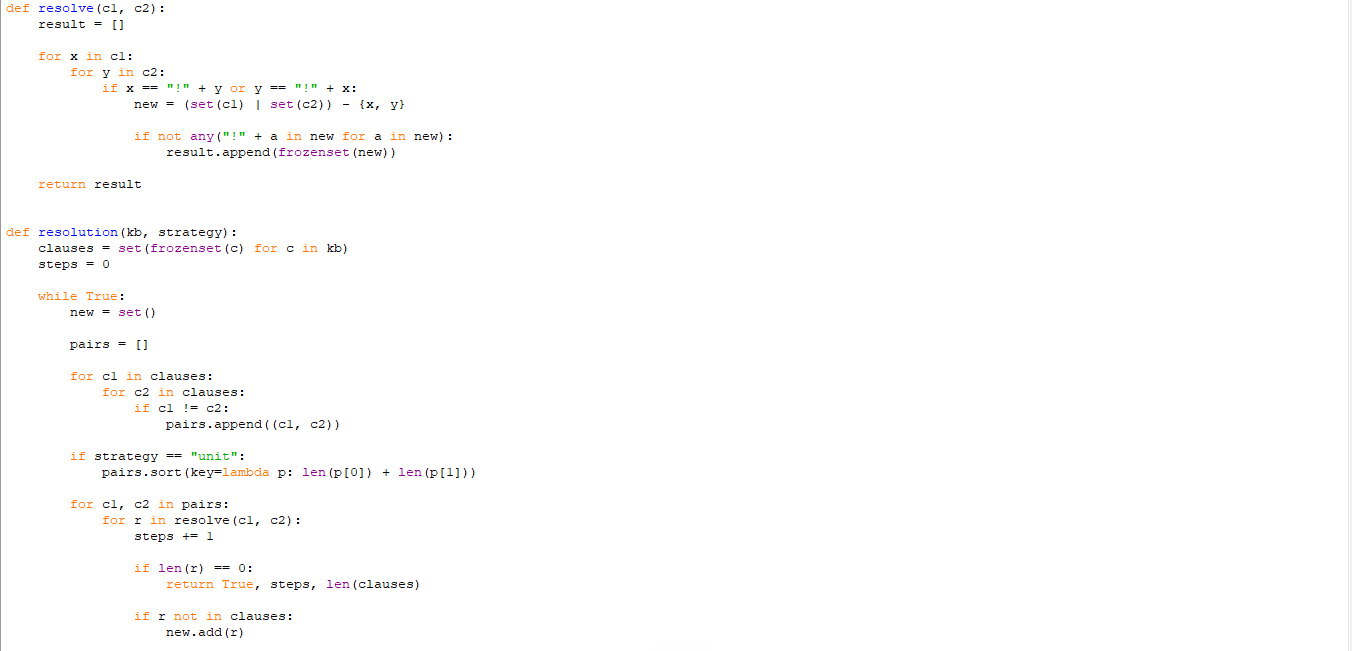 def resolve(c1, c2):
    result = []

    for x in c1:
        for y in c2:
            if x == "!" + y or y == "!" + x:
                new = (set(c1) | set(c2)) - {x, y}

                if not any("!" + a in new for a in new):
                    result.append(frozenset(new))

    return result


def resolution(kb, strategy):
    clauses = set(frozenset(c) for c in kb)
    steps = 0

    while True:
        new = set()

        pairs = []

        for c1 in clauses:
            for c2 in clauses:
                if c1 != c2:
                    pairs.append((c1, c2))

        if strategy == "unit":
            pairs.sort(key=lambda p: len(p[0]) + len(p[1]))

        for c1, c2 in pairs:
            for r in resolve(c1, c2):
                steps += 1

                if len(r) == 0:
                    return True, steps, len(clauses)

                if r not in clauses:
                    new.add(r)